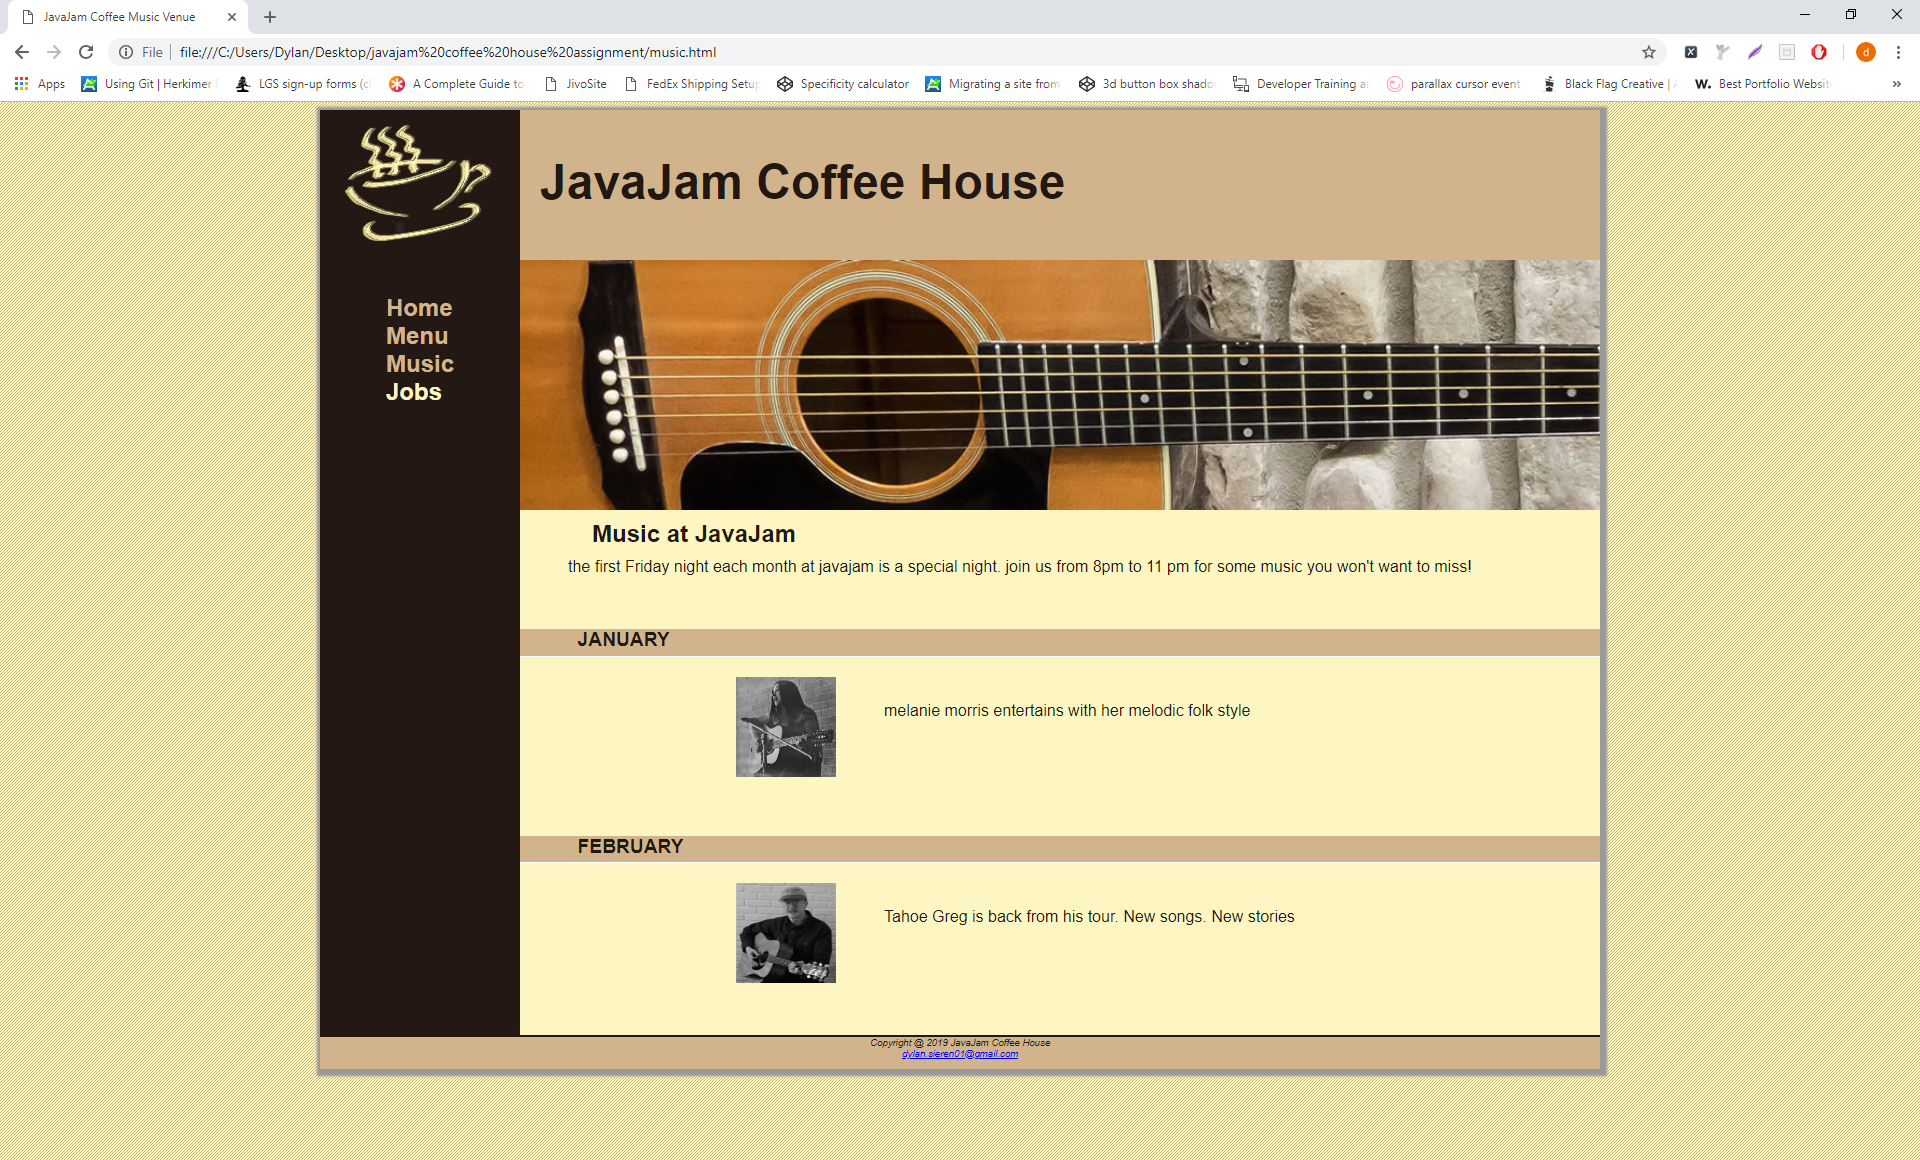 JavaJam Coffee Music Venue
File file:///C:/Users/Dylan/Desktop/javajam%20coffee%20house%20assignment/music.html d
Apps Using Git | Herkimer LGS sign-up forms (cl A Complete Guide to JivoSite FedEx Shipping Setup Specificity calculator Migrating a site from 3d button box shado Developer Training ar parallax cursor event Black Flag Creative | W. Best Portfolio Website »
JavaJam Coffee House
Home
Menu
Music
Jobs
Music at JavaJam
the first Friday night each month at javajam is a special night. join us from 8pm to 11 pm for some music you won't want to miss!
JANUARY
melanie morris entertains with her melodic folk style
FEBRUARY
Tahoe Greg is back from his tour. New songs. New stories
Copyright @ 2019 JavaJam Coffee House
dylan.sieren01@gmail.com